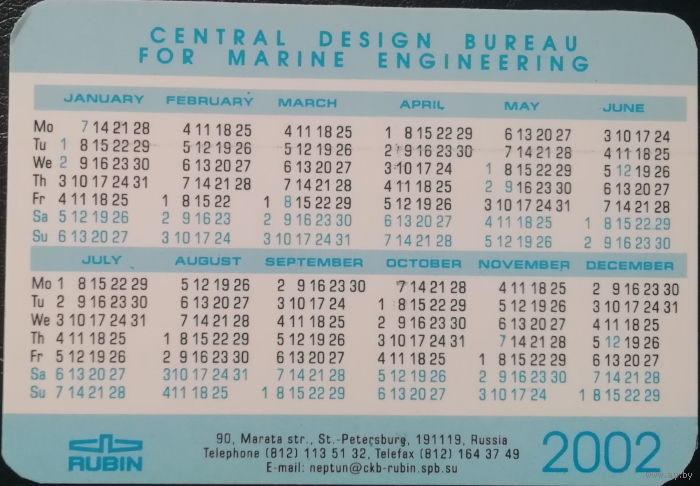 CENTRAL DESIGN BUREAU
FOR MARINE ENGINEERING
JANUARY FEBRUARY MARCH APRIL MAY JUNE
Mo 7 14 21 28 4 11 18 25 4 11 18 25 1 8 15 22 29 6 13 20 27 3 10 17 24
Tu 1 8 15 22 29 5 12 19 26 5 12 19 26 2 9 16 23 30 7 14 21 28 4 11 18 25
We 2 9 16 23 30 6 13 20 27 6 13 20 27 3 10 17 24 1 8 15 22 29 5 12 19 26
Th 3 10 17 24 31 7 14 21 28 7 14 21 28 4 11 18 25 2 9 16 23 30 6 13 20 27
Fr 4 11 18 25 1 8 15 22 1 8 15 22 29 5 12 19 26 3 10 17 24 31 7 14 21 28
Sa 5 12 19 26 2 9 16 23 2 9 16 23 30 6 13 20 27 4 11 18 25 1 8 15 22 29
Su 6 13 20 27 3 10 17 24 3 10 17 24 31 7 14 21 28 5 12 19 26 2 9 16 23 30
JULY AUGUST SEPTEMBER OCTOBER NOVEMBER DECEMBER
Mo 1 8 15 22 29 5 12 19 26 2 9 16 23 30 7 14 21 28 4 11 18 25 2 9 16 23 30
Tu 2 9 16 23 30 6 13 20 27 3 10 17 24 1 8 15 22 29 5 12 19 26 3 10 17 24 31
We 3 10 17 24 31 7 14 21 28 4 11 18 25 2 9 16 23 30 6 13 20 27 4 11 18 25
Th 4 11 18 25 1 8 15 22 29 5 12 19 26 3 10 17 24 31 7 14 21 28 5 12 19 26
Fr 5 12 19 26 2 9 16 23 30 6 13 20 27 4 11 18 25 1 8 15 22 29 6 13 20 27
Sa 6 13 20 27 3 10 17 24 31 7 14 21 28 5 12 19 26 2 9 16 23 30 7 14 21 28
Su 7 14 21 28 4 11 18 25 1 8 15 22 29 6 13 20 27 3 10 17 24 1 8 15 22 29
90, Marata str., St.-Petersburg, 191119, Russia
Telephone (812) 113 51 32, Telefax (812) 164 37 49
E-mail: neptun@ckb-rubin.spb.su
RUBIN
2002
www.ay.by